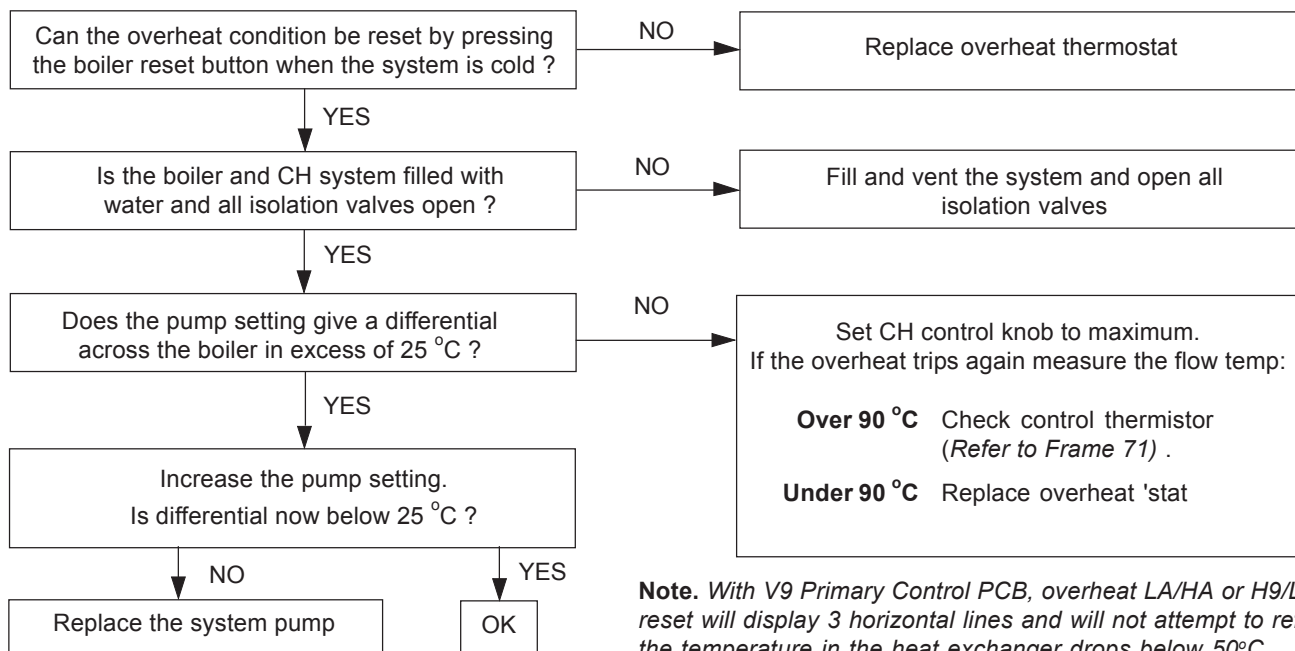 Can the overheat condition be reset by pressing
the boiler reset button when the system is cold ?
NO
Replace overheat thermostat
YES
Is the boiler and CH system filled with
water and all isolation valves open ?
NO
Fill and vent the system and open all
isolation valves
YES
Does the pump setting give a differential
across the boiler in excess of 25 °C ?
NO
Set CH control knob to maximum.
If the overheat trips again measure the flow temp:
Over 90 °C Check control thermistor
(Refer to Frame 71) .
Under 90 °C Replace overheat 'stat
YES
Increase the pump setting.
Is differential now below 25 °C ?
NO
YES
Replace the system pump
OK
Note. With V9 Primary Control PCB, overheat LA/HA or H9/
reset will display 3 horizontal lines and will not attempt to
the temperature in the heat exchanger drops below 50°C